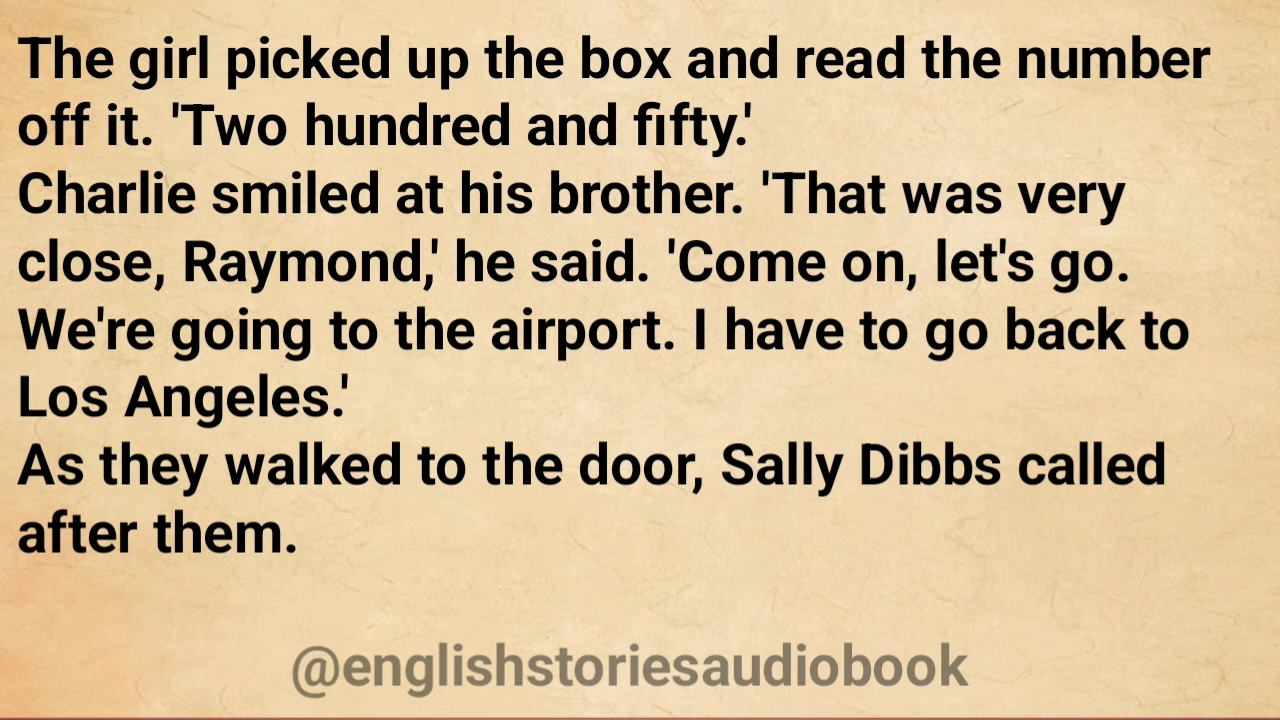 The girl picked up the box and read the number
off it. 'Two hundred and fifty.'
Charlie smiled at his brother. 'That was very
close, Raymond,' he said. 'Come on, let's go.
We're going to the airport. I have to go back to
Los Angeles.'
As they walked to the door, Sally Dibbs called
after them.
@englishstoriesaudiobook